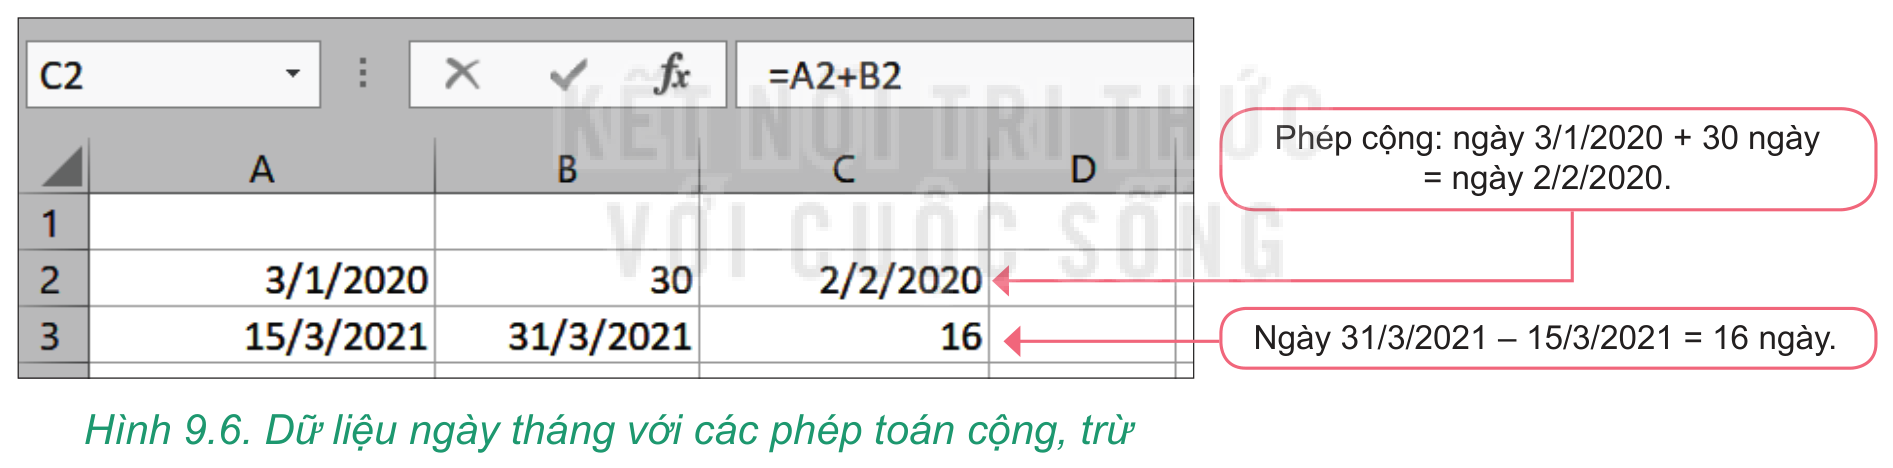 C2 fx =A2+B2
KẾT NỐI TRI THỨC
VỚI CUỘC SỐNG
A B C D
1
2 3/1/2020 30 2/2/2020
3 15/3/2021 31/3/2021 16
Phép cộng: ngày 3/1/2020 + 30 ngày
= ngày 2/2/2020.
Ngày 31/3/2021 – 15/3/2021 = 16 ngày.
Hình 9.6. Dữ liệu ngày tháng với các phép toán cộng, trừ